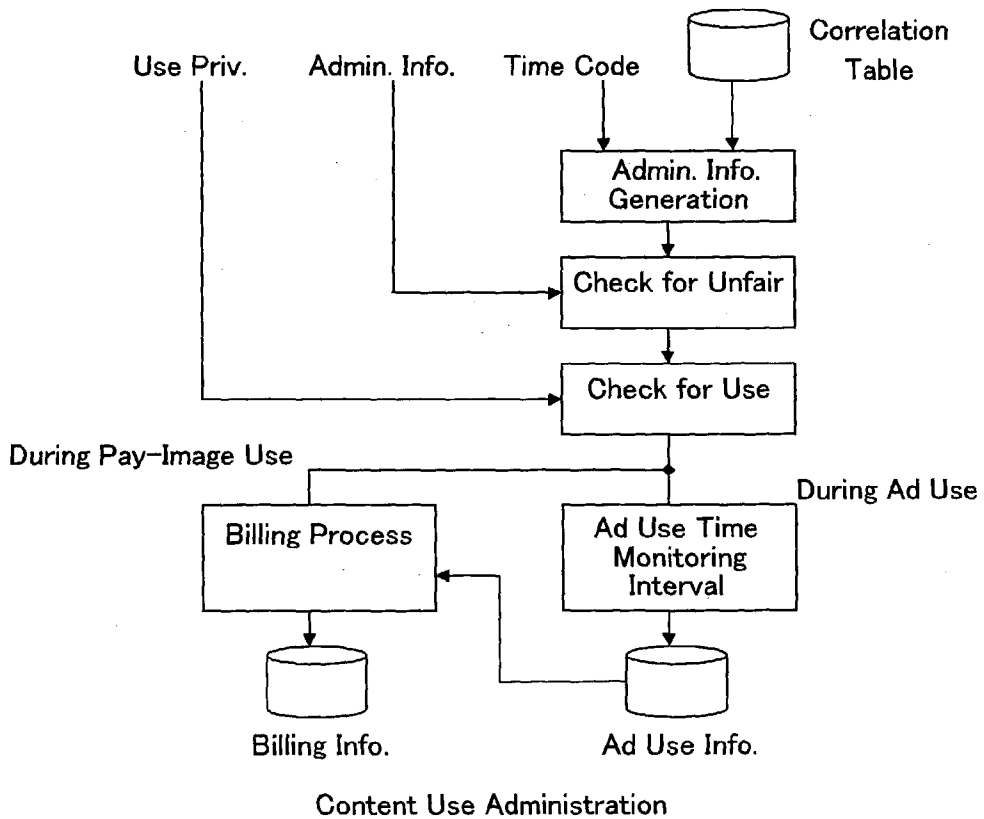 Correlation
Table
Use Priv.
Admin. Info.
Time Code
Admin. Info.
Generation
Check for Unfair
Check for Use
During Pay-Image Use
During Ad Use
Billing Process
Ad Use Time
Monitoring
Interval
Billing Info.
Ad Use Info.
Content Use Administration